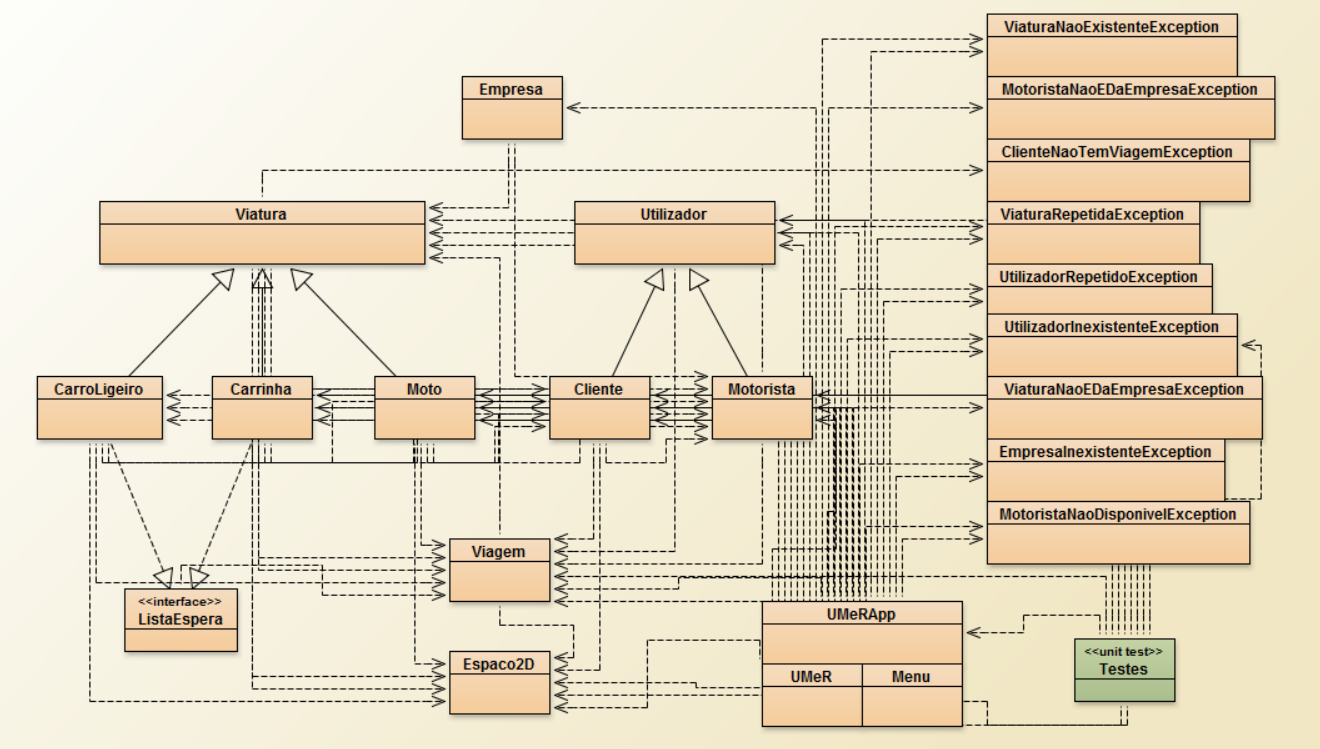 ViaturaNaoExistenteException
Empresa
MotoristaNaoEDaEmpresaException
ClienteNaoTemViagemException
Viatura
Utilizador
ViaturaRepetidaException
UtilizadorRepetidoException
UtilizadorInexistenteException
CarroLigeiro
Carrinha
Moto
Cliente
Motorista
ViaturaNaoEDaEmpresaException
EmpresaInexistenteException
MotoristaNaoDisponivelException
Viagem
<<interface>>
ListaEspera
UMeRApp
<<unit test>>
Testes
Espaco2D
UMeR
Menu